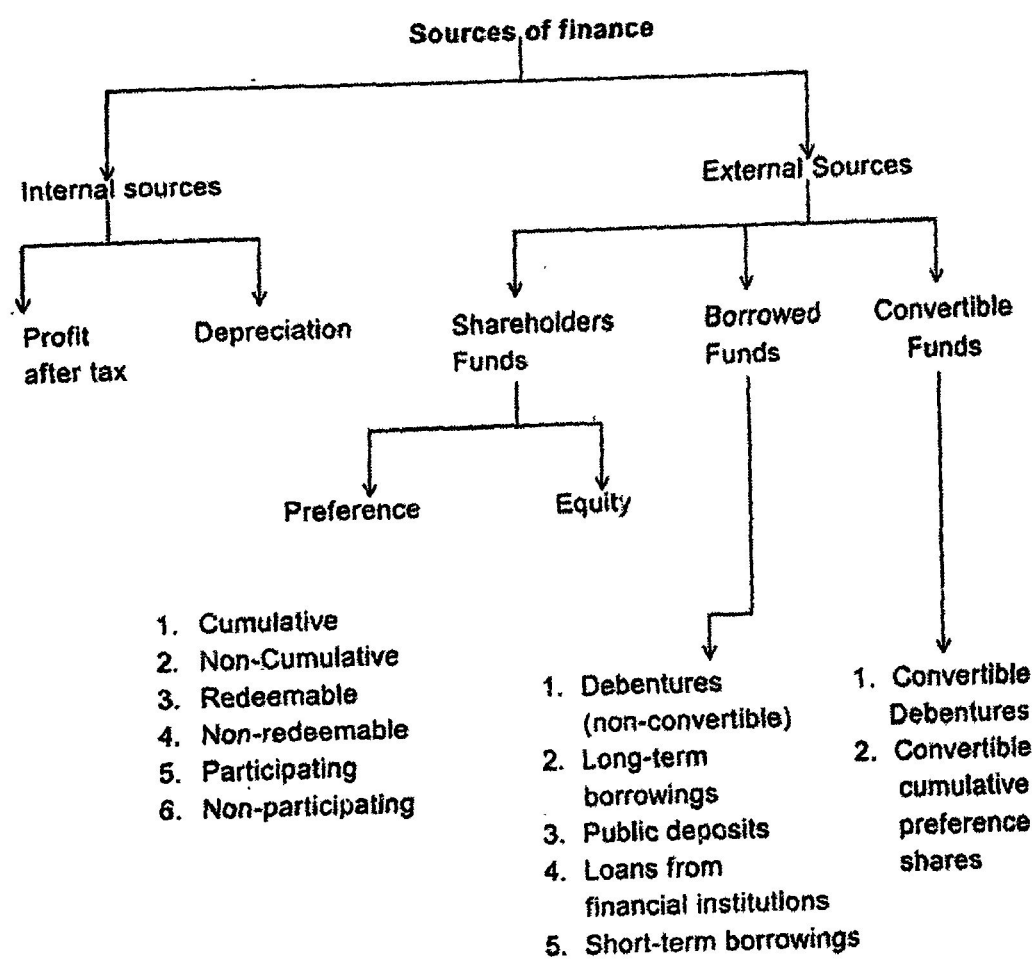 Sources of finance
Internal sources
External Sources
Profit
after tax
Depreciation
Shareholders
Funds
Borrowed
Funds
Convertible
Funds
Preference
Equity
1. Cumulative
2. Non-Cumulative
3. Redeemable
4. Non-redeemable
5. Participating
6. Non-participating
1. Debentures
(non-convertible)
2. Long-term
borrowings
3. Public deposits
4. Loans from
financial institutions
5. Short-term borrowings
1. Convertible
Debentures
2. Convertible
cumulative
preference
shares